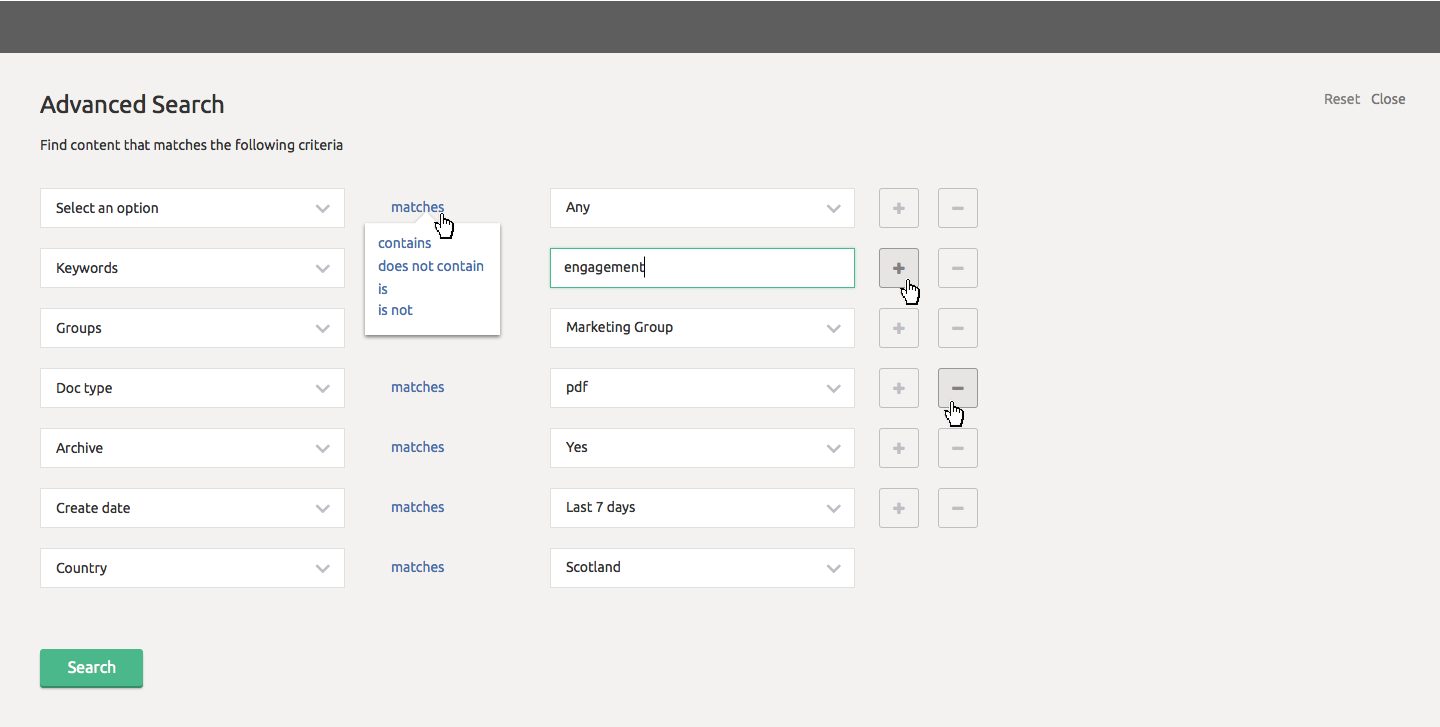 Advanced Search
Reset Close
Find content that matches the following criteria
Select an option matches Any
contains
does not contain
is
is not
Keywords engagement
Groups Marketing Group
Doc type matches pdf
Archive matches Yes
Create date matches Last 7 days
Country matches Scotland
Search